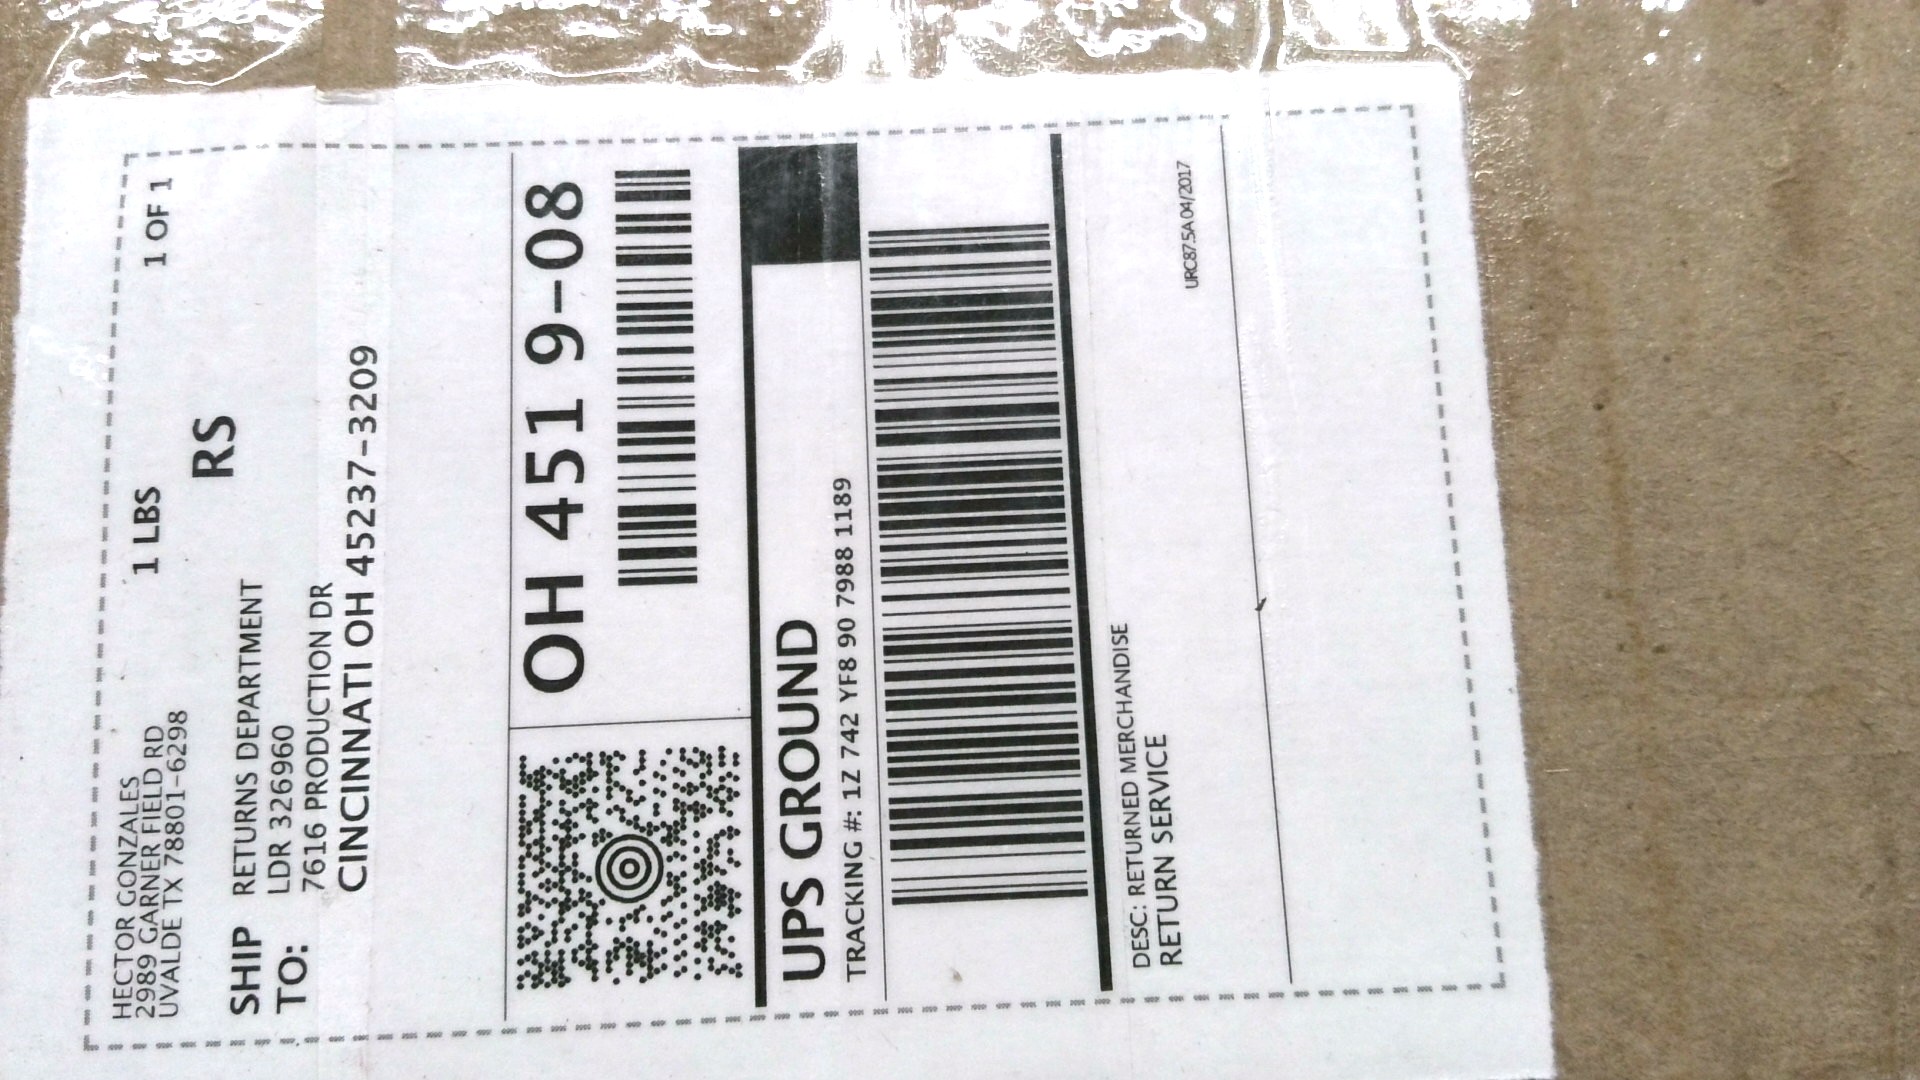 HECTOR GONZALES
2989 GARNER FIELD RD
UVALDE TX 78801-6298
1 LBS
1 OF 1
RS
SHIP TO:
RETURNS DEPARTMENT
LDR 326960
7616 PRODUCTION DR
CINCINNATI OH 45237-3209
OH 451 9-08
UPS GROUND
TRACKING #: 1Z 742 YF8 90 7988 1189
DESC: RETURNED MERCHANDISE
RETURN SERVICE
URC87.5A 04/2017